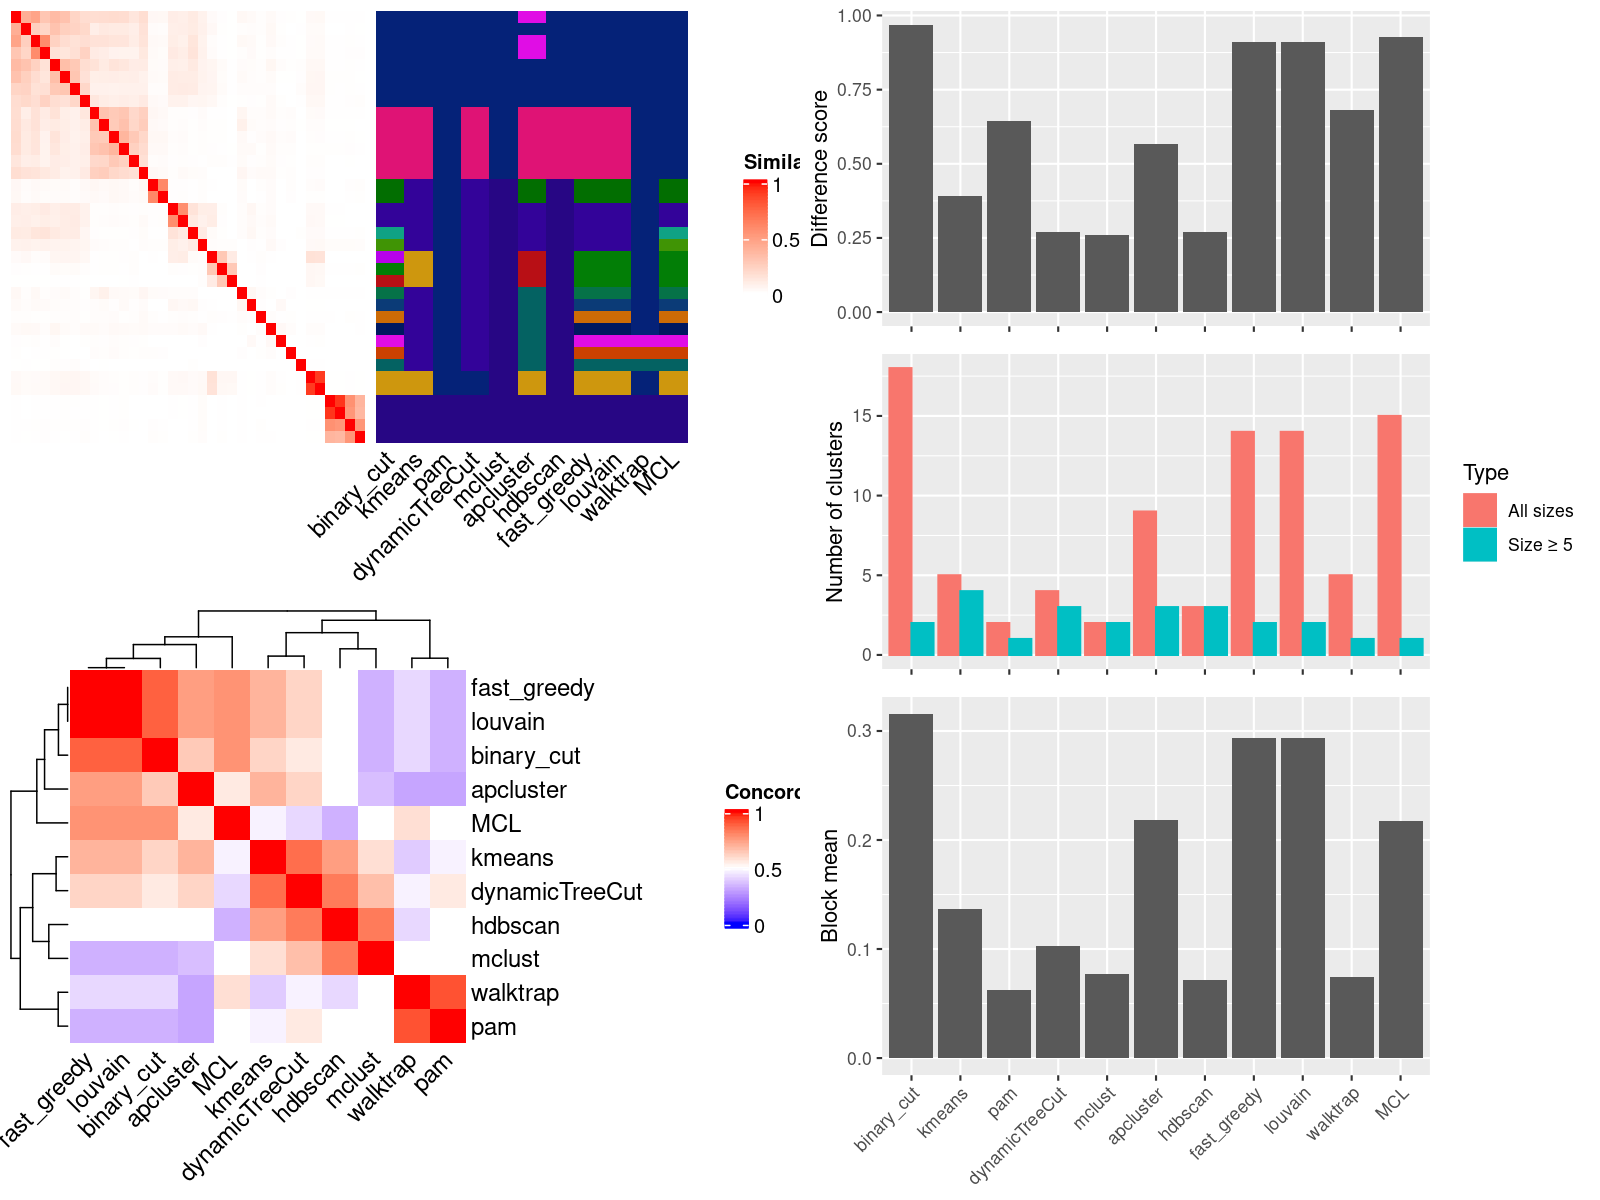 Simila
1
0.5
0
binary_cut
kmeans
pam
dynamicTreeCut
mclust
apcluster
hdbscan
fast_greedy
louvain
walktrap
MCL
Difference score
1.00
0.75
0.50
0.25
0.00
Number of clusters
15
10
5
0
Type
All sizes
Size ≥ 5
fast_greedy
louvain
binary_cut
apcluster
MCL
kmeans
dynamicTreeCut
hdbscan
mclust
walktrap
pam
Concord
1
0.5
0
fast_greedy
louvain
binary_cut
apcluster
MCL
kmeans
dynamicTreeCut
hdbscan
mclust
walktrap
pam
Block mean
0.3
0.2
0.1
0.0
binary_cut
kmeans
pam
dynamicTreeCut
mclust
apcluster
hdbscan
fast_greedy
louvain
walktrap
MCL